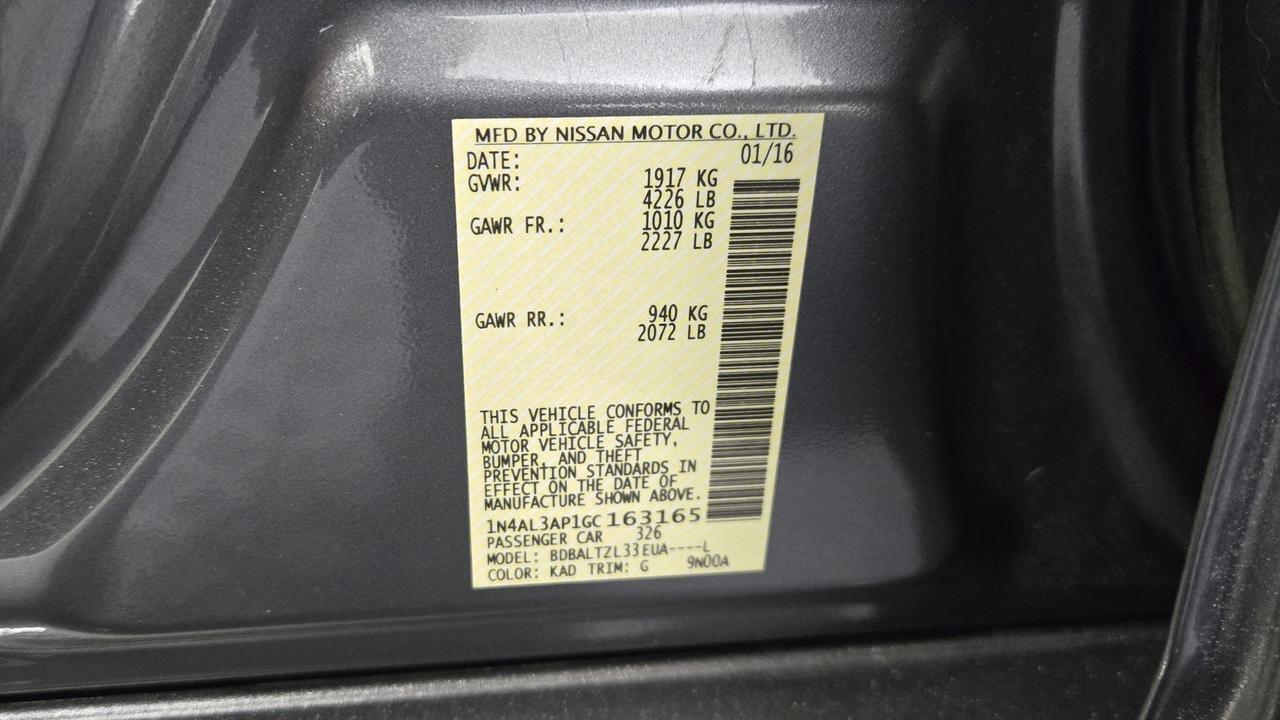 MFD BY NISSAN MOTOR CO., LTD.
DATE: 01/16
GVWR: 1917 KG
4226 LB
GAWR FR.: 1010 KG
2227 LB
GAWR RR.: 940 KG
2072 LB
THIS VEHICLE CONFORMS TO
ALL APPLICABLE FEDERAL
MOTOR VEHICLE SAFETY,
BUMPER, AND THEFT
PREVENTION STANDARDS IN
EFFECT ON THE DATE OF
MANUFACTURE SHOWN ABOVE.
1N4AL3AP1GC163165
PASSENGER CAR 326
MODEL: BDBALTZL33EUA----L
COLOR: KAD TRIM: G 9N00A